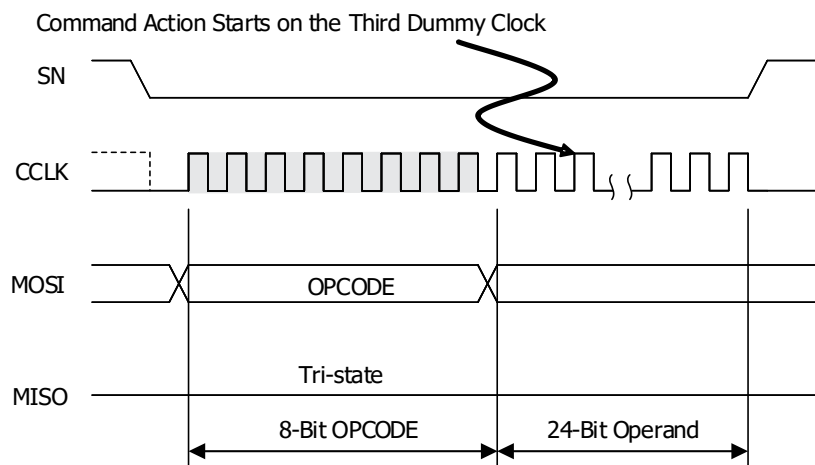 Command Action Starts on the Third Dummy Clock
SN
CCLK
MOSI
OPCODE
Tri-state
MISO
8-Bit OPCODE
24-Bit Operand